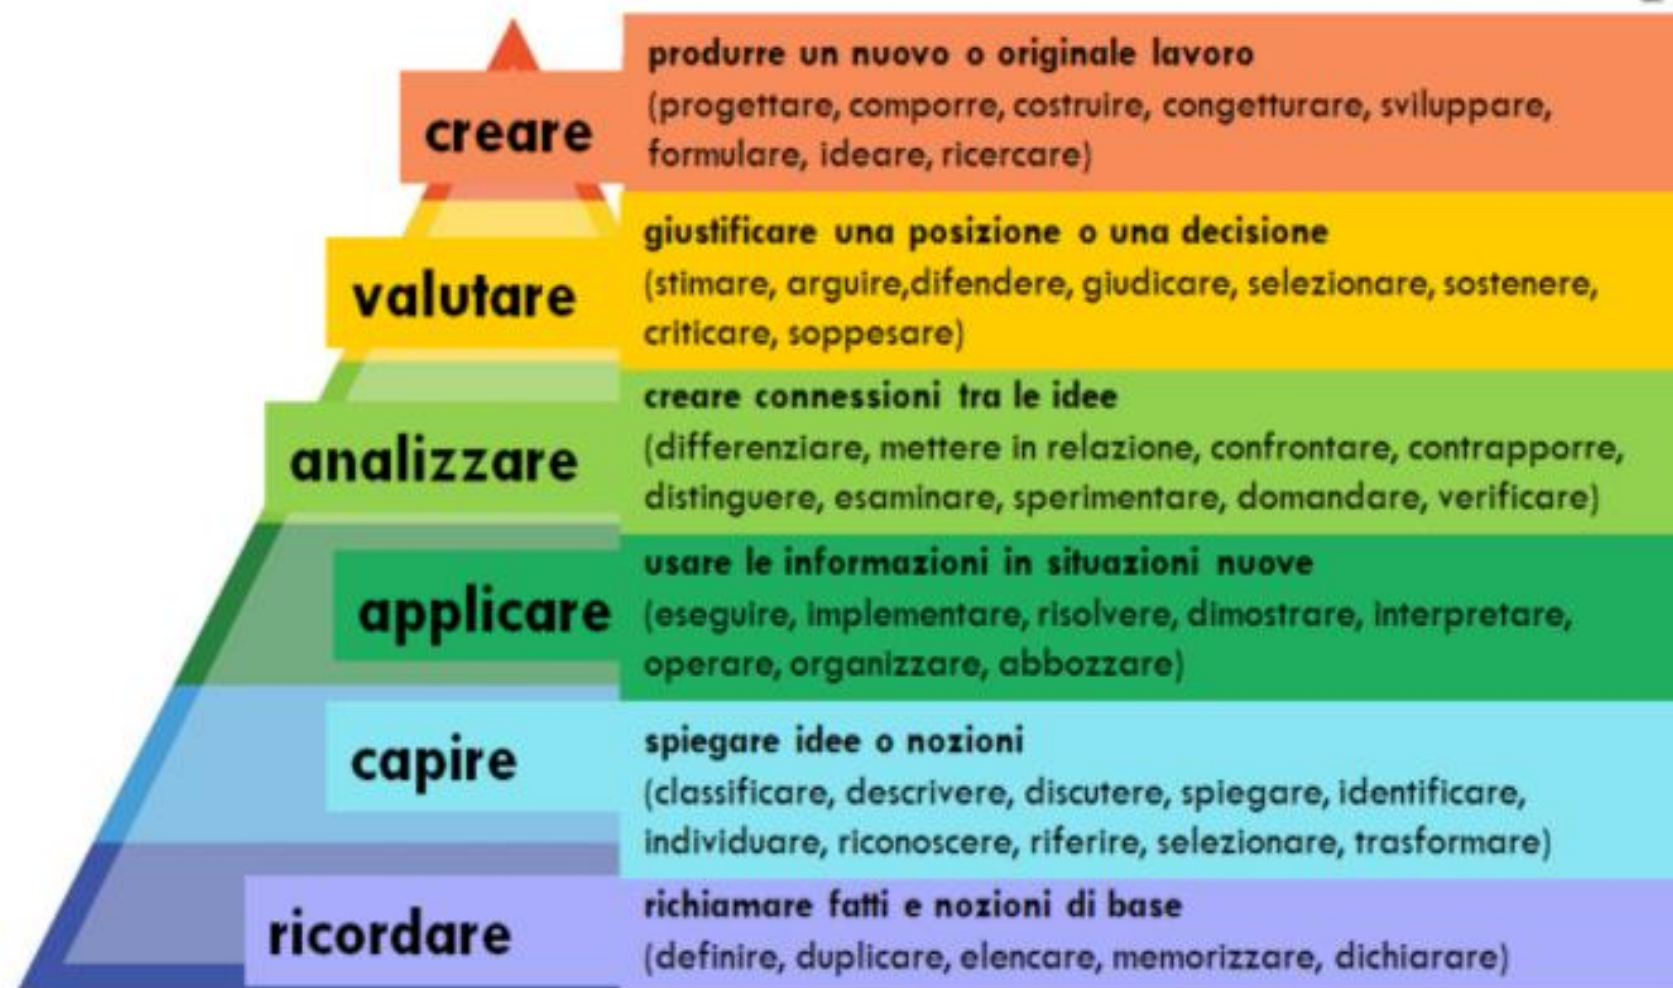 creare
produrre un nuovo o originale lavoro
(progettare, comporre, costruire, congetturare, sviluppare,
formulare, ideare, ricercare)
valutare
giustificare una posizione o una decisione
(stimare, arguire,difendere, giudicare, selezionare, sostenere,
criticare, soppesare)
analizzare
creare connessioni tra le idee
(differenziare, mettere in relazione, confrontare, contrapporre,
distinguere, esaminare, sperimentare, domandare, verificare)
applicare
usare le informazioni in situazioni nuove
(eseguire, implementare, risolvere, dimostrare, interpretare,
operare, organizzare, abbozzare)
capire
spiegare idee o nozioni
(classificare, descrivere, discutere, spiegare, identificare,
individuare, riconoscere, riferire, selezionare, trasformare)
ricordare
richiamare fatti e nozioni di base
(definire, duplicare, elencare, memorizzare, dichiarare)